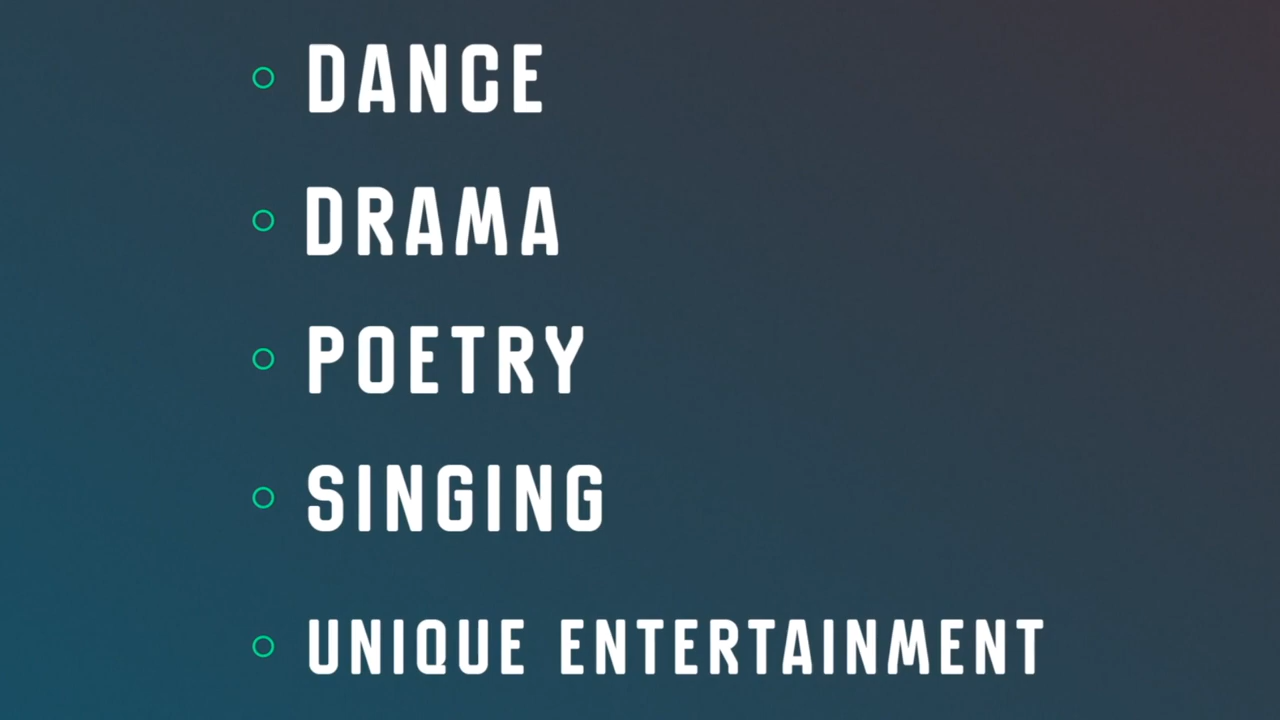 DANCE
DRAMA
POETRY
SINGING
UNIQUE ENTERTAINMENT